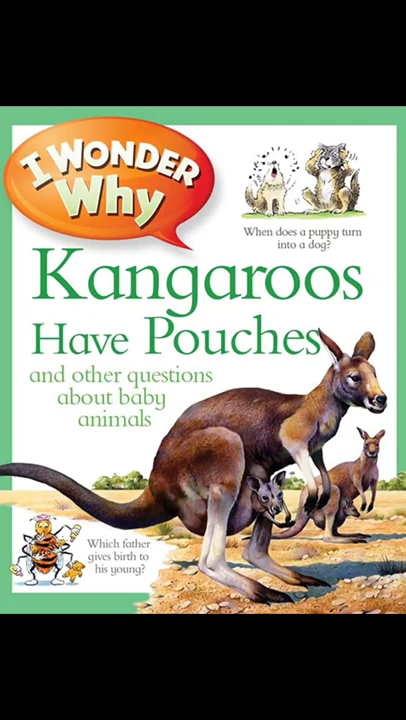 I WONDER
Why
When does a puppy turn
into a dog?
Kangaroos
Have Pouches
and other questions
about baby
animals
Which father
gives birth to
his young?